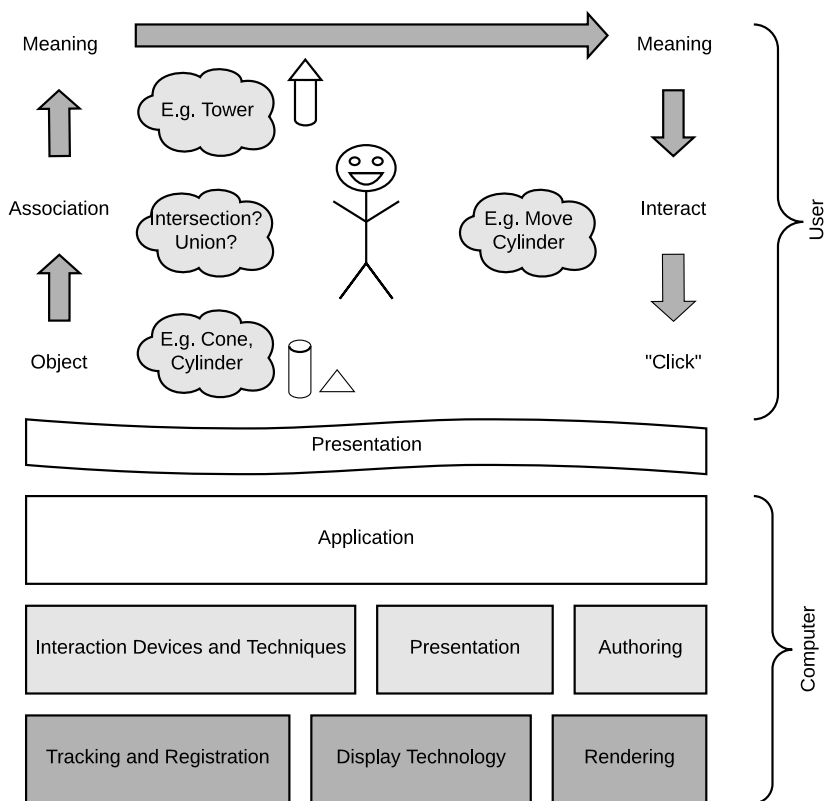 Meaning
Meaning
E.g. Tower
Association
Intersection?
Union?
E.g. Move
Cylinder
Interact
User
Object
E.g. Cone,
Cylinder
"Click"
Presentation
Application
Interaction Devices and Techniques
Presentation
Authoring
Computer
Tracking and Registration
Display Technology
Rendering